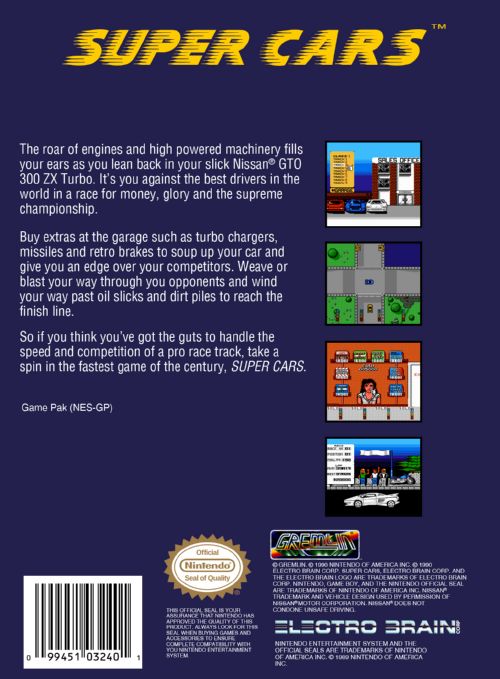 SUPER CARS™
The roar of engines and high powered machinery fills
your ears as you lean back in your slick Nissan® GTO
300 ZX Turbo. It's you against the best drivers in the
world in a race for money, glory and the supreme
championship.
Buy extras at the garage such as turbo chargers,
missiles and retro brakes to soup up your car and
give you an edge over your competitors. Weave or
blast your way through you opponents and wind
your way past oil slicks and dirt piles to reach the
finish line.
So if you think you've got the guts to handle the
speed and competition of a pro race track, take a
spin in the fastest game of the century, SUPER CARS.
Game Pak (NES-GP)
SALES OFFICE
GREMLIN
Official
Nintendo®
Seal of Quality
THIS OFFICIAL SEAL IS YOUR
ASSURANCE THAT NINTENDO HAS
APPROVED THE QUALITY OF THIS
PRODUCT. ALWAYS LOOK FOR THIS
SEAL WHEN BUYING GAMES AND
ACCESSORIES TO ENSURE
COMPLETE COMPATIBILITY WITH
YOU NINTENDO ENTERTAINMENT
SYSTEM.
© GREMLIN. © 1990 NINTENDO OF AMERICA INC. © 1990
ELECTRO BRAIN CORP. SUPER CARS, ELECTRO BRAIN CORP. AND
THE ELECTRO BRAIN LOGO ARE TRADEMARKS OF ELECTRO BRAIN
CORP. NINTENDO, GAME BOY, AND THE NINTENDO OFFICIAL SEAL
ARE TRADEMARKS OF NINTENDO OF AMERICA INC. NISSAN®
TRADEMARK AND VEHICLE DESIGN USED BY PERMISSION OF
NISSAN® MOTOR CORPORATION. NISSAN® DOES NOT
CONDONE UNSAFE DRIVING.
ELECTRO BRAIN CORP
NINTENDO ENTERTAINMENT SYSTEM AND THE
OFFICIAL SEALS ARE TRADEMARKS OF NINTENDO
OF AMERICA INC. © 1989 NINTENDO OF AMERICA
INC.
0 99451 03240 1